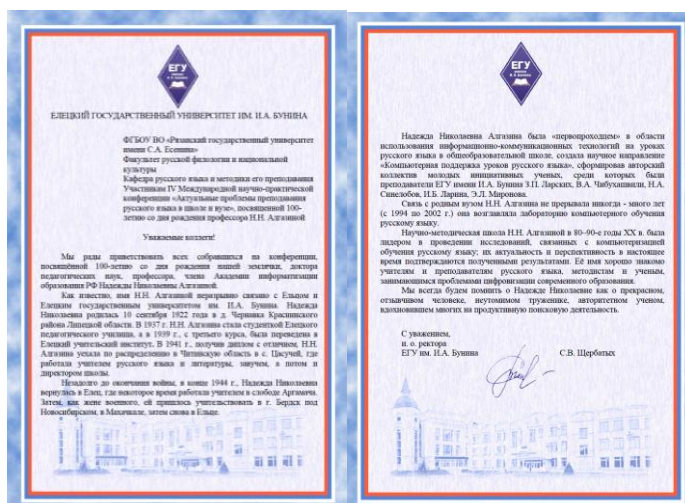 ЕГУ
ЕЛЕЦКИЙ ГОСУДАРСТВЕННЫЙ УНИВЕРСИТЕТ ИМ. И.А. БУНИНА
ФГБОУ ВО «Рязанский государственный университет
имени С.А. Есенина»
Факультет русской филологии и национальной
культуры
Кафедра русского языка и методики его преподавания
Участникам IV Международной научно-практической
конференции «Актуальные проблемы преподавания
русского языка в школе и вузе», посвященной 100-
летию со дня рождения профессора Н.Н. Алгазиной
Уважаемые коллеги!
Мы рады приветствовать всех собравшихся на конференции,
посвящённой 100-летию со дня рождения нашей землячки, доктора
педагогических наук, профессора, члена Академии информатизации
образования РФ Надежды Николаевны Алгазиной.
Как известно, имя Н.Н. Алгазиной неразрывно связано с Ельцом и
Елецким государственным университетом им. И.А. Бунина. Надежда
Николаевна родилась 10 сентября 1922 года в д. Чернавка Краснинского
района Липецкой области. В 1937 г. Н.Н. Алгазина стала студенткой Елецкого
педагогического училища, а в 1939 г., с третьего курса, была переведена в
Елецкий учительский институт. В 1941 г., получив диплом с отличием, Н.Н.
Алгазина уехала по распределению в Читинскую область в с. Цасучей, где
работала учителем русского языка и литературы, завучем, а потом и
директором школы.
Незадолго до окончания войны, в конце 1944 г., Надежда Николаевна
вернулась в Елец, где некоторое время работала учителем в слободе Аргамача.
Затем, как жене военного, ей пришлось учительствовать в г. Бердск под
Новосибирском, в Махачкале, затем снова в Ельце.
ЕГУ
Надежда Николаевна Алгазина была «первопроходцем» в области
использования информационно-коммуникационных технологий на уроках
русского языка в общеобразовательной школе, создала научное направление
«Компьютерная поддержка уроков русского языка», сформировав авторский
коллектив молодых инициативных ученых, среди которых были
преподаватели ЕГУ имени И.А. Бунина З.П. Ларских, В.А. Чибухашвили, Н.А.
Синелобов, И.Б. Ларина, Э.Л. Миронова.
Связь с родным вузом Н.Н. Алгазина не прерывала никогда - много лет
(с 1994 по 2002 г.) она возглавляла лабораторию компьютерного обучения
русскому языку.
Научно-методическая школа Н.Н. Алгазиной в 80–90-е годы XX в. была
лидером в проведении исследований, связанных с компьютеризацией
обучения русскому языку; их актуальность и перспективность в настоящее
время подтверждаются полученными результатами. Её имя хорошо знакомо
учителям и преподавателям русского языка, методистам и ученым,
занимающимся проблемами цифровизации современного образования.
Мы всегда будем помнить о Надежде Николаевне как о прекрасном,
отзывчивом человеке, неутомимом труженике, авторитетном ученом,
вдохновившем многих на продуктивную поисковую деятельность.
С уважением,
и. о. ректора
ЕГУ им. И.А. Бунина С.В. Щербатых